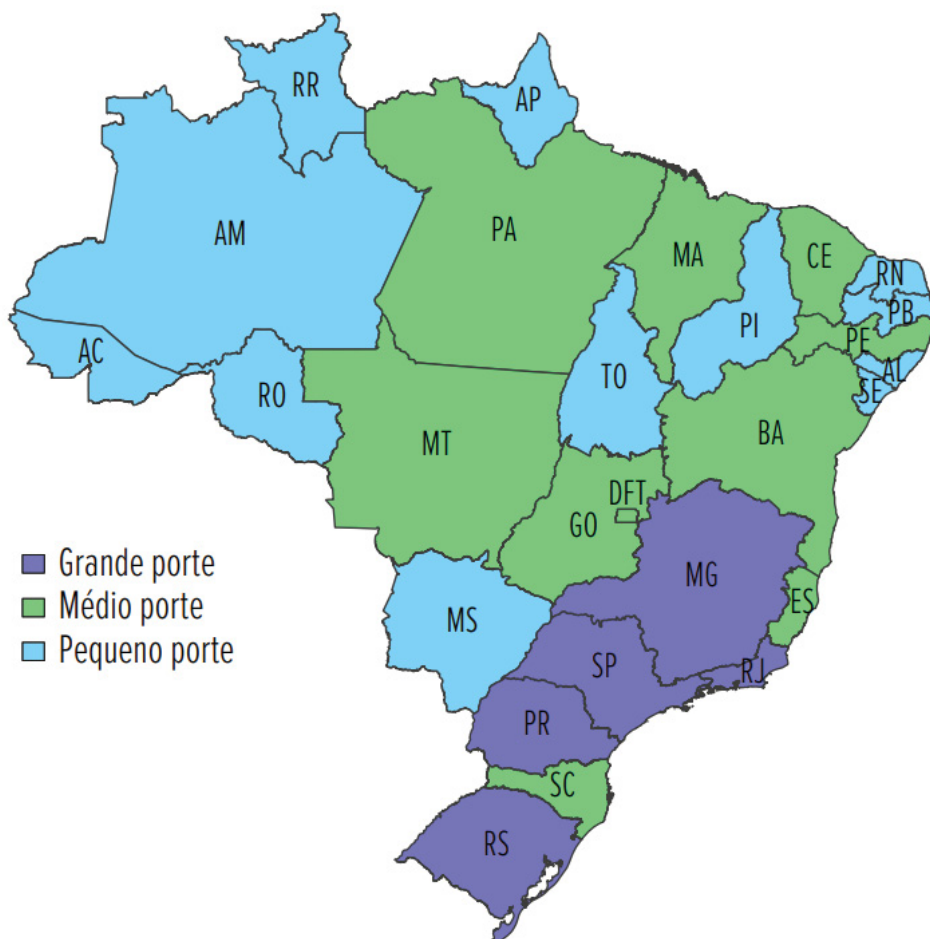 RR
AP
AM
PA
MA
CE
RN
PB
PI
PE
AC
TO
AL
RO
SE
BA
MT
DFT
GO
Grande porte
MG
Médio porte
ES
MS
Pequeno porte
SP
RJ
PR
SC
RS